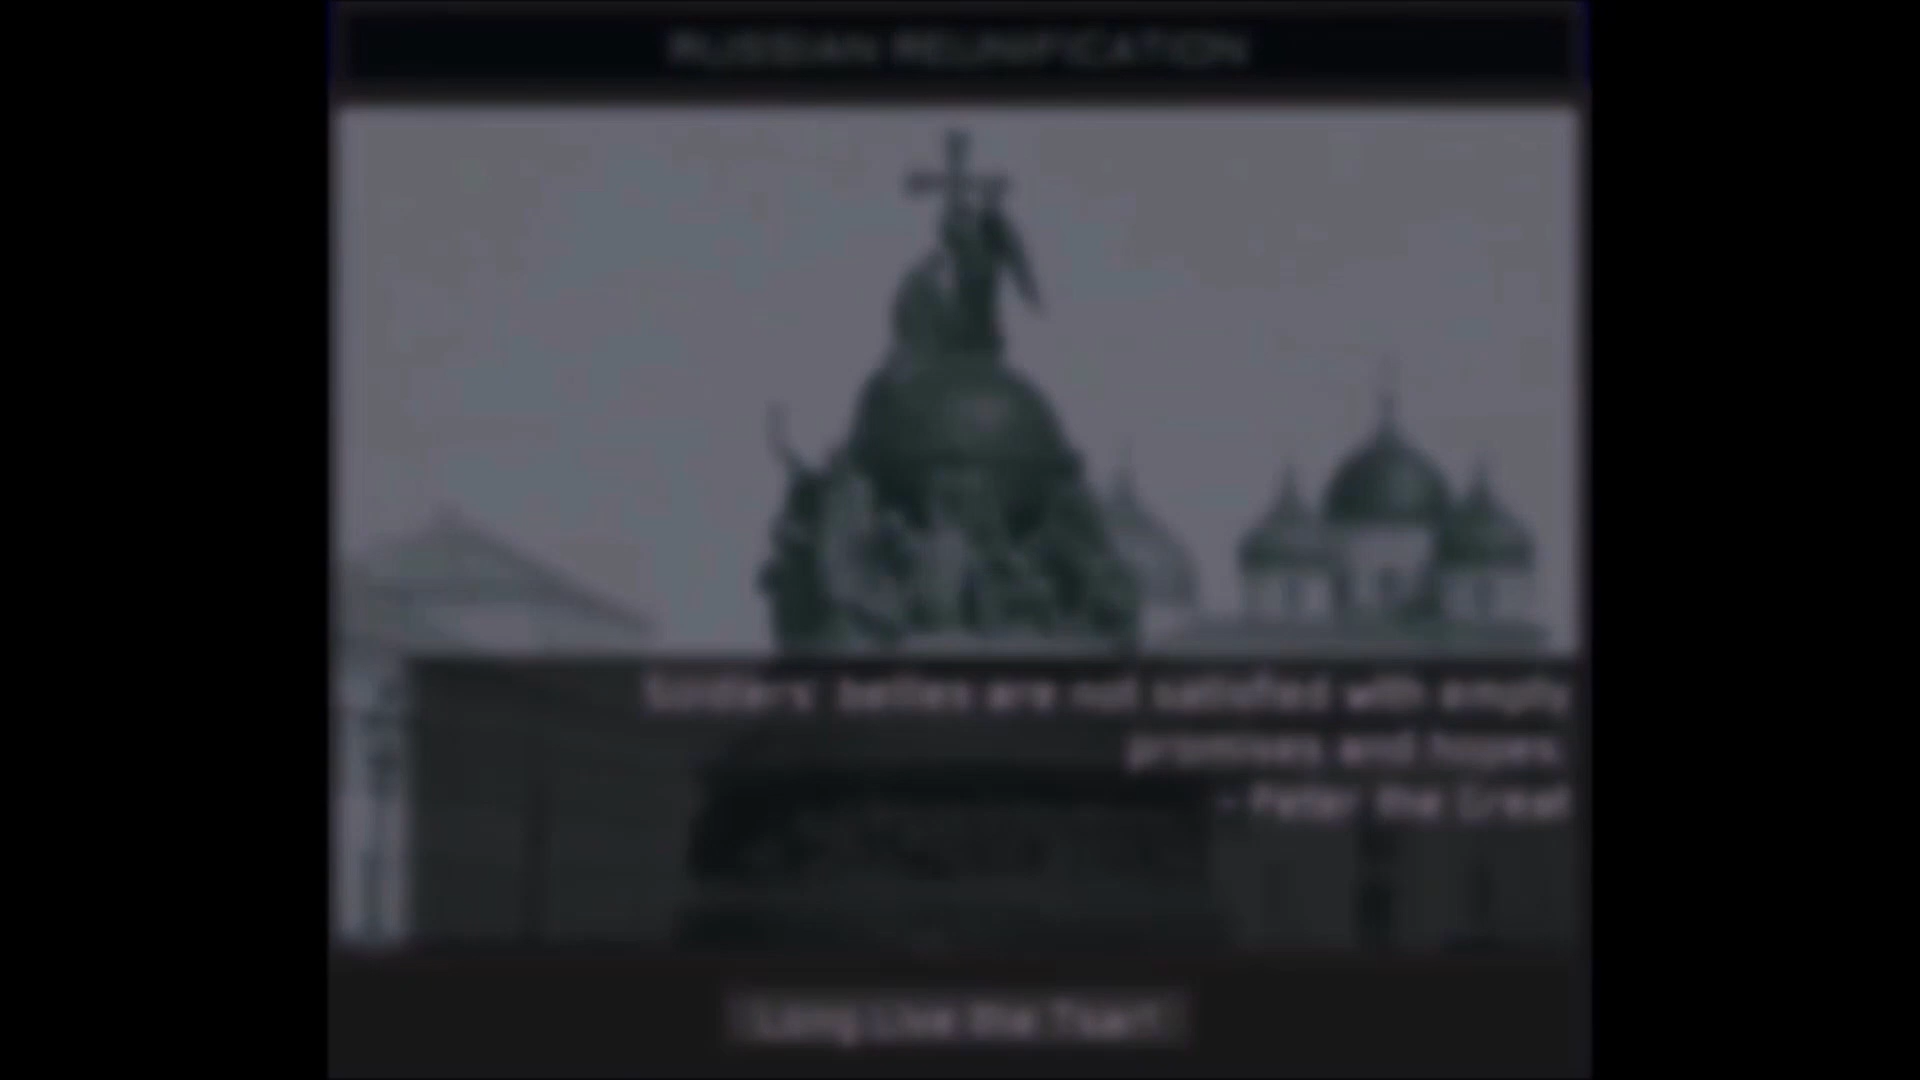 RUSSIAN REUNIFICATION
Soldiers' bellies are not satisfied with empty
promises and hopes.
- Peter the Great
Long Live the Tsar!